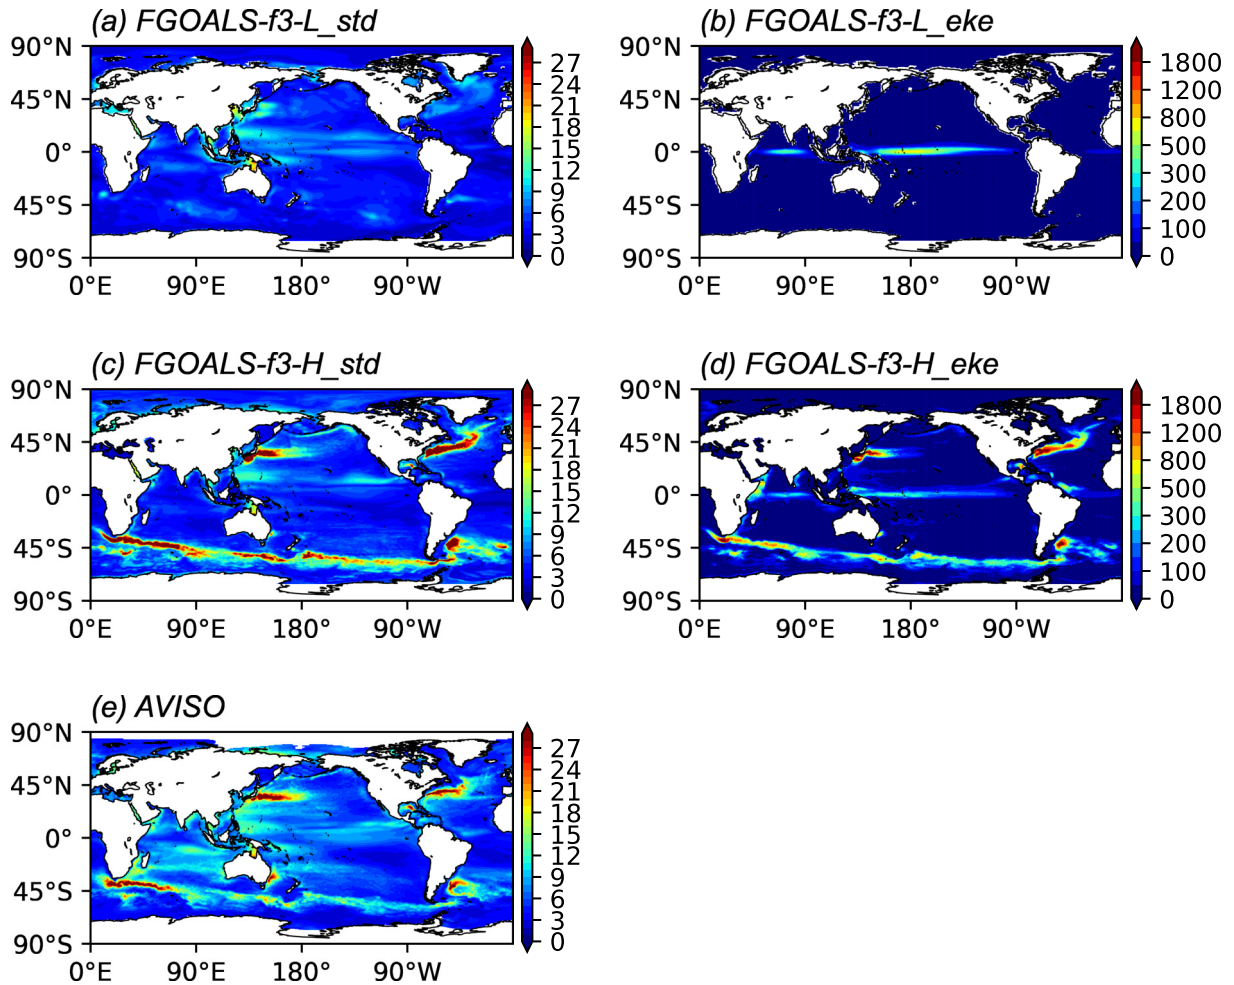 (a) FGOALS-f3-L_std
90°N
45°N
0°
45°S
90°S
0°E 90°E 180° 90°W
27
24
21
18
15
12
9
6
3
0
(b) FGOALS-f3-L_eke
90°N
45°N
0°
45°S
90°S
0°E 90°E 180° 90°W
1800
1200
800
500
300
200
100
0
(c) FGOALS-f3-H_std
90°N
45°N
0°
45°S
90°S
0°E 90°E 180° 90°W
27
24
21
18
15
12
9
6
3
0
(d) FGOALS-f3-H_eke
90°N
45°N
0°
45°S
90°S
0°E 90°E 180° 90°W
1800
1200
800
500
300
200
100
0
(e) AVISO
90°N
45°N
0°
45°S
90°S
0°E 90°E 180° 90°W
27
24
21
18
15
12
9
6
3
0